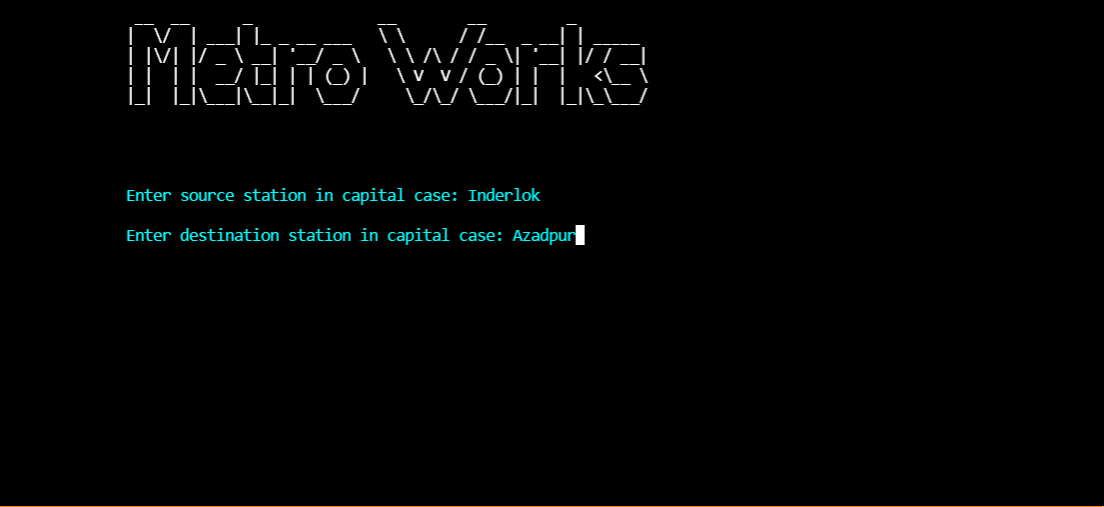 Metro Works
Enter source station in capital case: Inderlok
Enter destination station in capital case: Azadpur